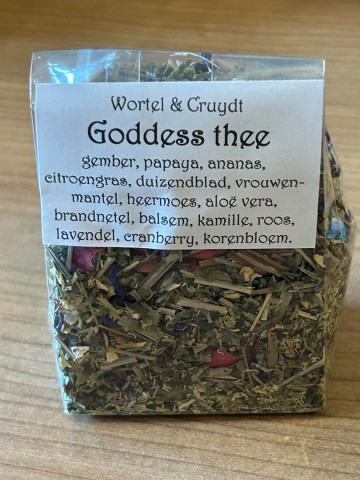 Wortel & Cruydt
Goddess thee
gember, papaya, ananas,
citroengras, duizendblad, vrouwen-
mantel, heermoes, aloë vera,
brandnetel, balsem, kamille, roos,
lavendel, cranberry, korenbloem.